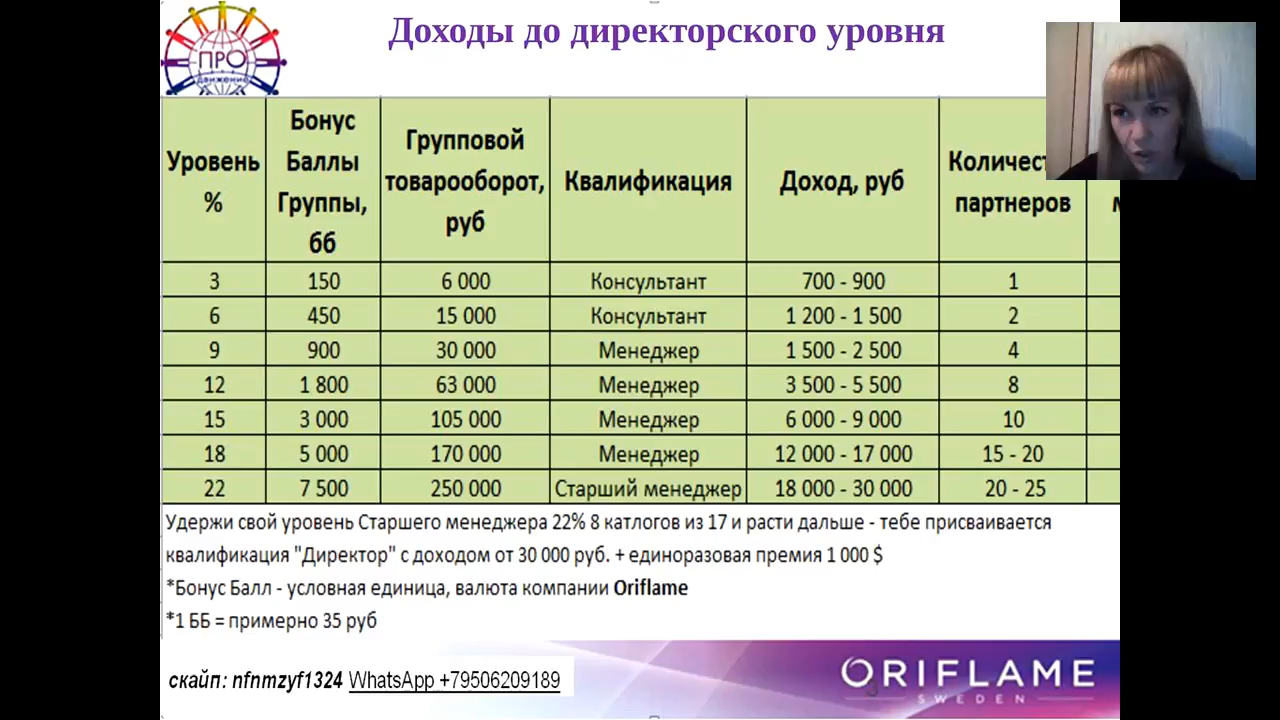 Доходы до директорского уровня
ПРО
движение
Уровень %
Бонус Баллы Группы, бб
Групповой товарооборот, руб
Квалификация
Доход, руб
партнеров
3 150 6 000 Консультант 700 - 900 1
6 450 15 000 Консультант 1 200 - 1 500 2
9 900 30 000 Менеджер 1 500 - 2 500 4
12 1 800 63 000 Менеджер 3 500 - 5 500 8
15 3 000 105 000 Менеджер 6 000 - 9 000 10
18 5 000 170 000 Менеджер 12 000 - 17 000 15 - 20
22 7 500 250 000 Старший менеджер 18 000 - 30 000 20 - 25
Удержи свой уровень Старшего менеджера 22% 8 катлогов из 17 и расти дальше - тебе присваивается
квалификация "Директор" с доходом от 30 000 руб. + единоразовая премия 1 000 $
*Бонус Балл - условная единица, валюта компании Oriflame
*1 ББ = примерно 35 руб
скайп: nfnmzyf1324 WhatsApp +79506209189
ORIFLAME
SWEDEN